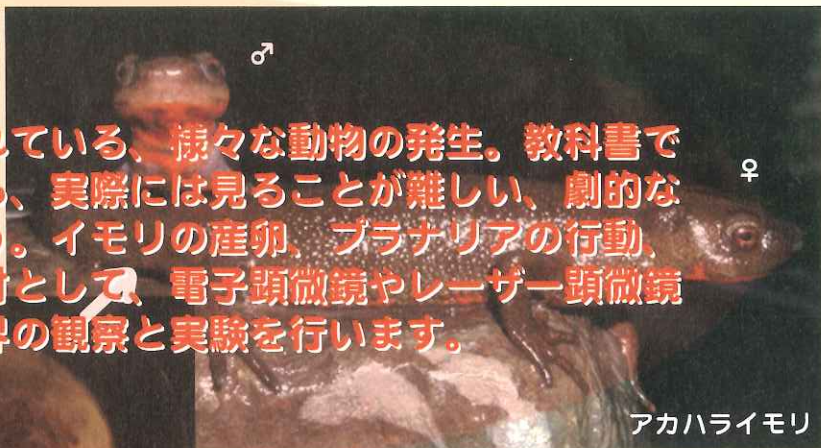 ♂
ている、様々な動物の発生。教科書で
、実際には見ることが難しい、劇的な
。イモリの産卵、プラナリアの行動、
として、電子顕微鏡やレーザー顕微鏡
の観察と実験を行います。
♀
アカハライモリ